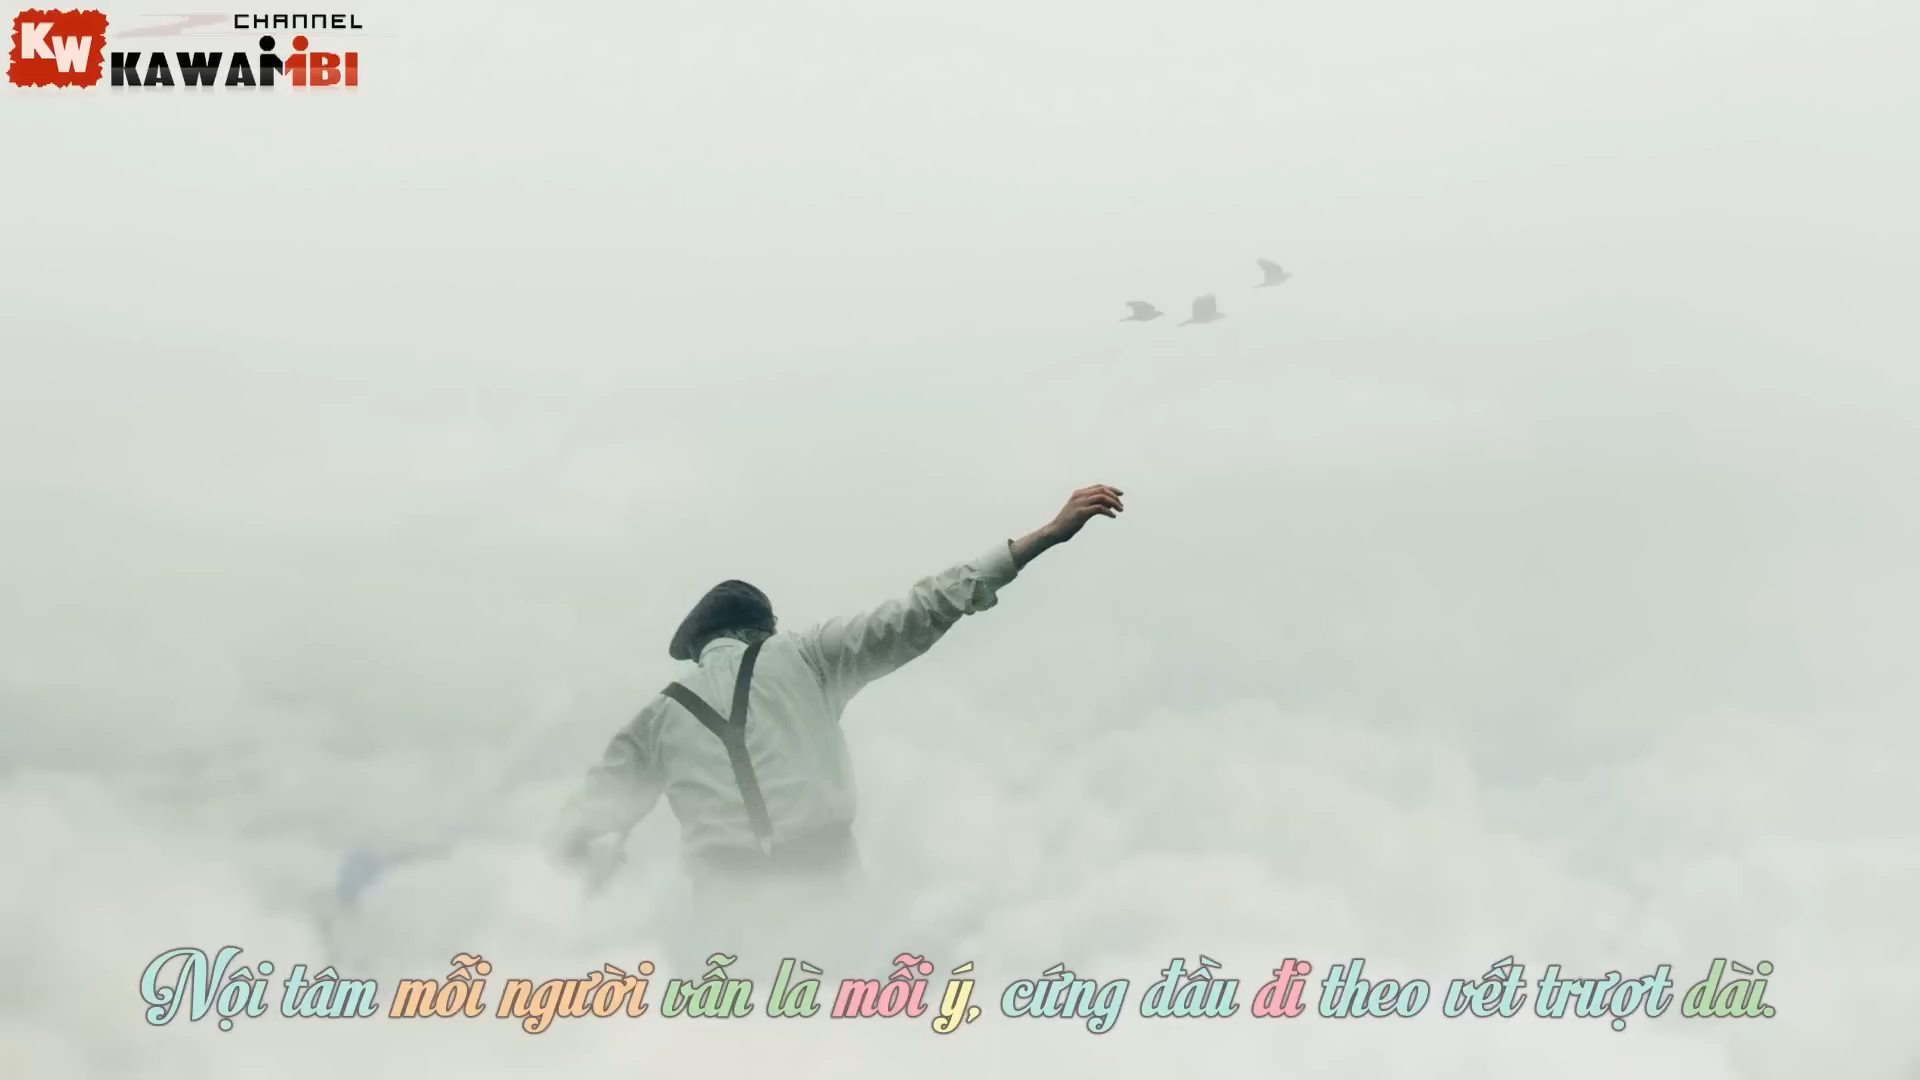 CHANNEL
KW KAWAIIBI
Nội tâm mỗi người vẫn là mỗi ý, cứng đầu đi theo vết trượt dài.